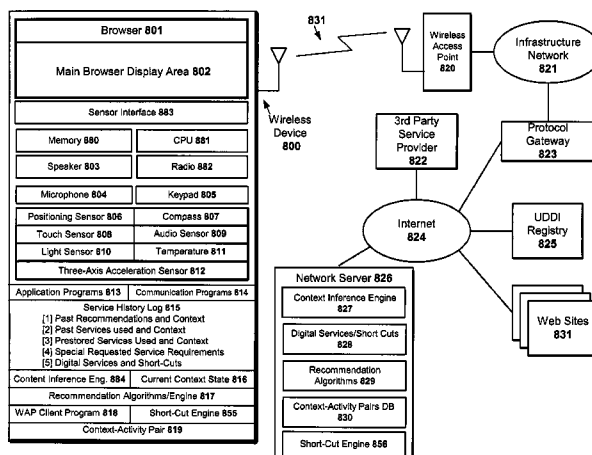 Browser 801
Main Browser Display Area 802
Sensor Interface 883
Memory 880
CPU 881
Speaker 803
Radio 882
Microphone 804
Keypad 805
Positioning Sensor 806
Compass 807
Touch Sensor 808
Audio Sensor 809
Light Sensor 810
Temperature 811
Three-Axis Acceleration Sensor 812
Application Programs 813
Communication Programs 814
Service History Log 815
[1] Past Recommendations and Context
[2] Past Services used and Context
[3] Prestored Services Used and Context
[4] Special Requested Service Requirements
[5] Digital Services and Short-Cuts
Content Inference Eng. 884
Current Context State 816
Recommendation Algorithms/Engine 817
WAP Client Program 818
Short-Cut Engine 855
Context-Activity Pair 819
831
Wireless
Device
800
Wireless
Access
Point
820
Infrastructure
Network
821
3rd Party
Service
Provider
822
Protocol
Gateway
823
Internet
824
UDDI
Registry
825
Web Sites
831
Network Server 826
Context Inference Engine
827
Digital Services/Short Cuts
828
Recommendation
Algorithms 829
Context-Activity Pairs DB
830
Short-Cut Engine 856